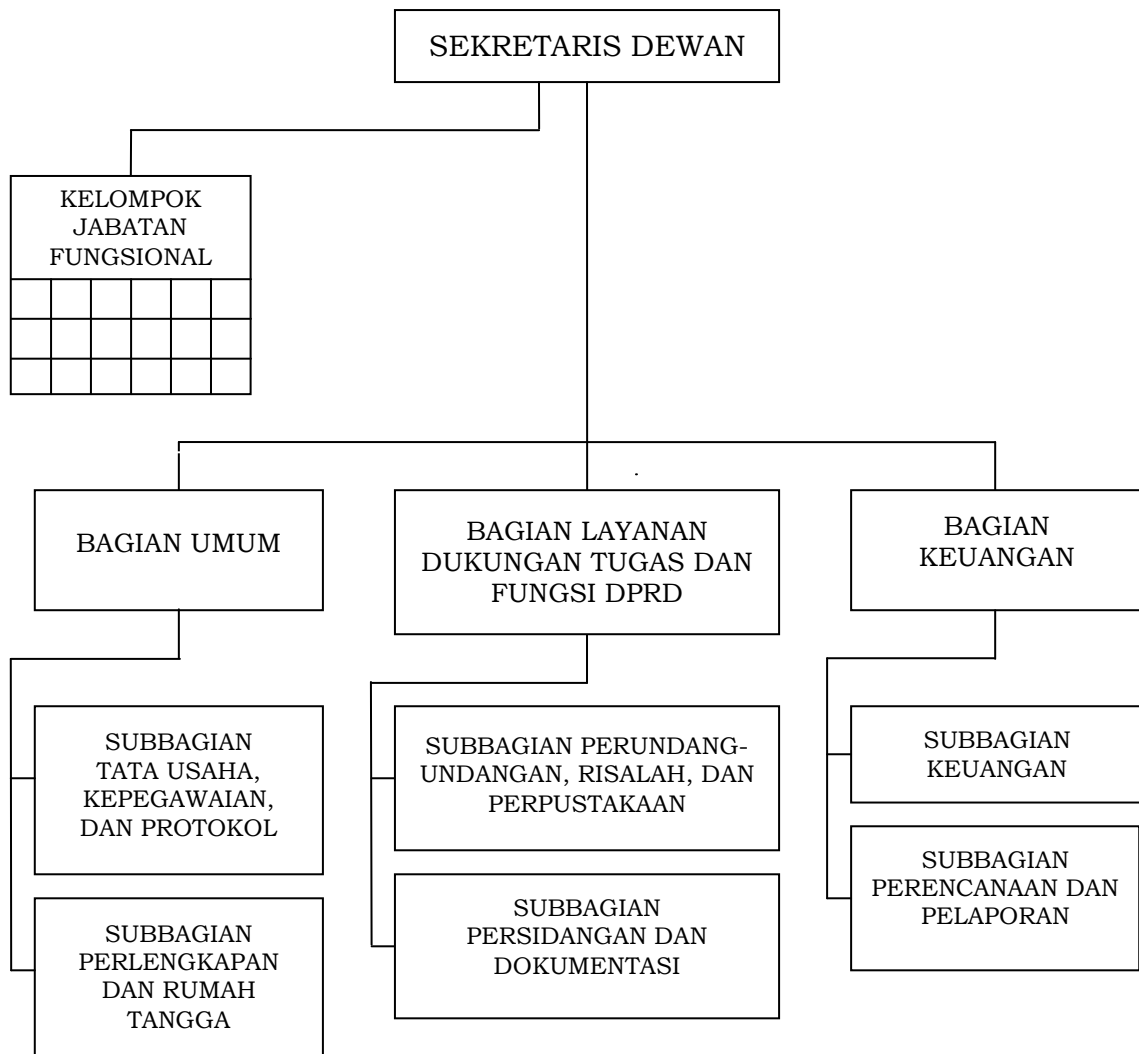 SEKRETARIS DEWAN
KELOMPOK
JABATAN
FUNGSIONAL
BAGIAN UMUM
BAGIAN LAYANAN
DUKUNGAN TUGAS DAN
FUNGSI DPRD
BAGIAN
KEUANGAN
SUBBAGIAN
TATA USAHA,
KEPEGAWAIAN,
DAN PROTOKOL
SUBBAGIAN
PERLENGKAPAN
DAN RUMAH
TANGGA
SUBBAGIAN PERUNDANG-
UNDANGAN, RISALAH, DAN
PERPUSTAKAAN
SUBBAGIAN
PERSIDANGAN DAN
DOKUMENTASI
SUBBAGIAN
KEUANGAN
SUBBAGIAN
PERENCANAAN DAN
PELAPORAN